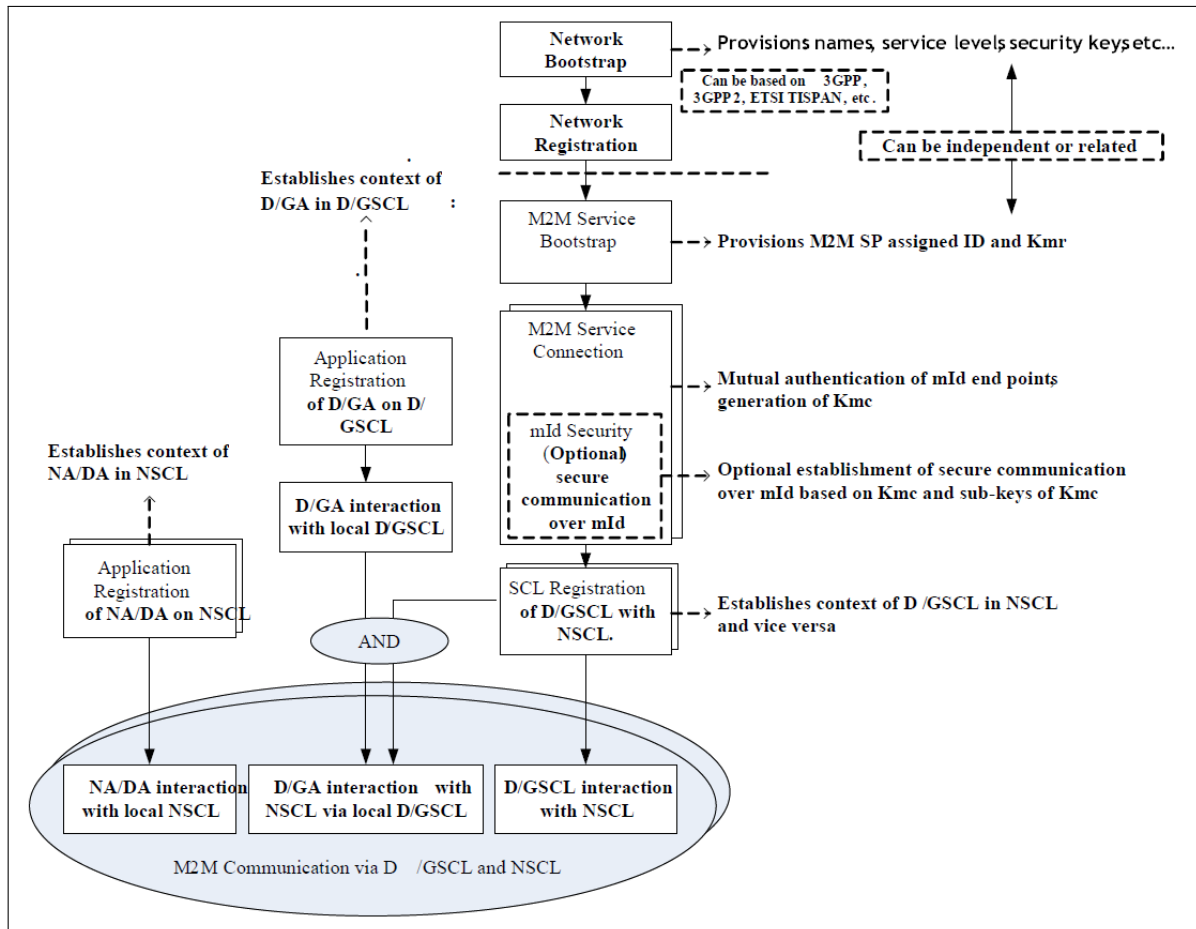 Network
Bootstrap
Provisions names, service levels, security keys, etc...
Can be based on 3GPP,
3GPP2, ETSI TISPAN, etc.
Network
Registration
Can be independent or related
Establishes context of
D/GA in D/GSCL :
M2M Service
Bootstrap
Provisions M2M SP assigned ID and Kmr
M2M Service
Connection
Application
Registration
of D/GA on D/
GSCL
Mutual authentication of mId end points,
generation of Kmc
mId Security
(Optional)
secure
communication
over mId
Establishes context of
NA/DA in NSCL
Optional establishment of secure communication
over mId based on Kmc and sub-keys of Kmc
D/GA interaction
with local D/GSCL
Application
Registration
of NA/DA on NSCL
SCL Registration
of D/GSCL with
NSCL.
Establishes context of D /GSCL in NSCL
and vice versa
AND
NA/DA interaction
with local NSCL
D/GA interaction with
NSCL via local D/GSCL
D/GSCL interaction
with NSCL
M2M Communication via D /GSCL and NSCL